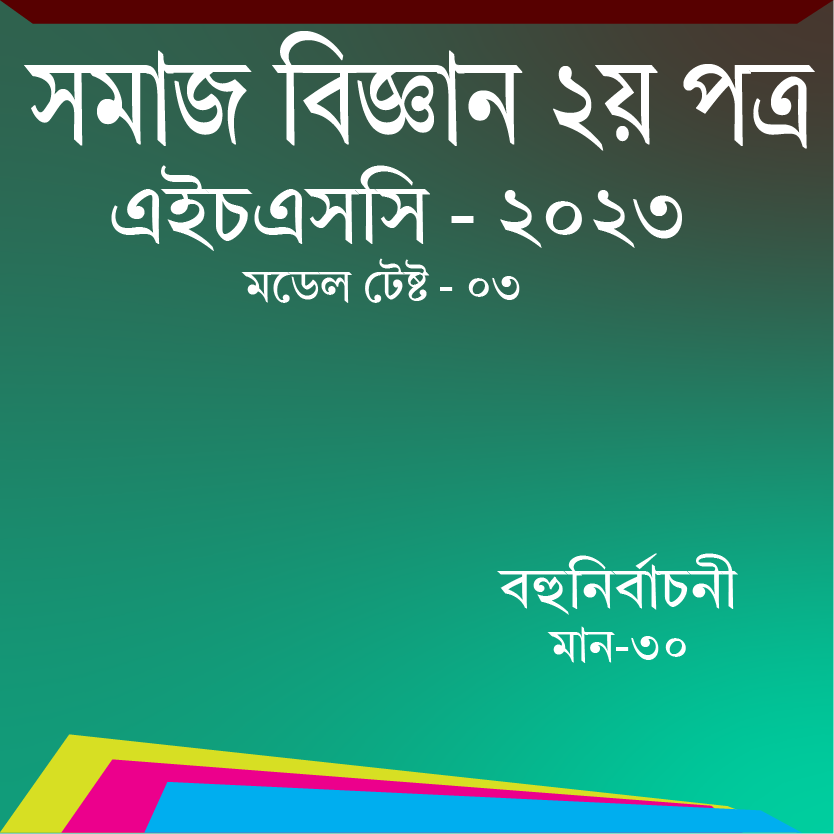 সমাজ বিজ্ঞান ২য় পত্র
এইচএসসি - ২০২৩
মডেল টেষ্ট - ০৩
বহুনির্বাচনী
মান-৩০